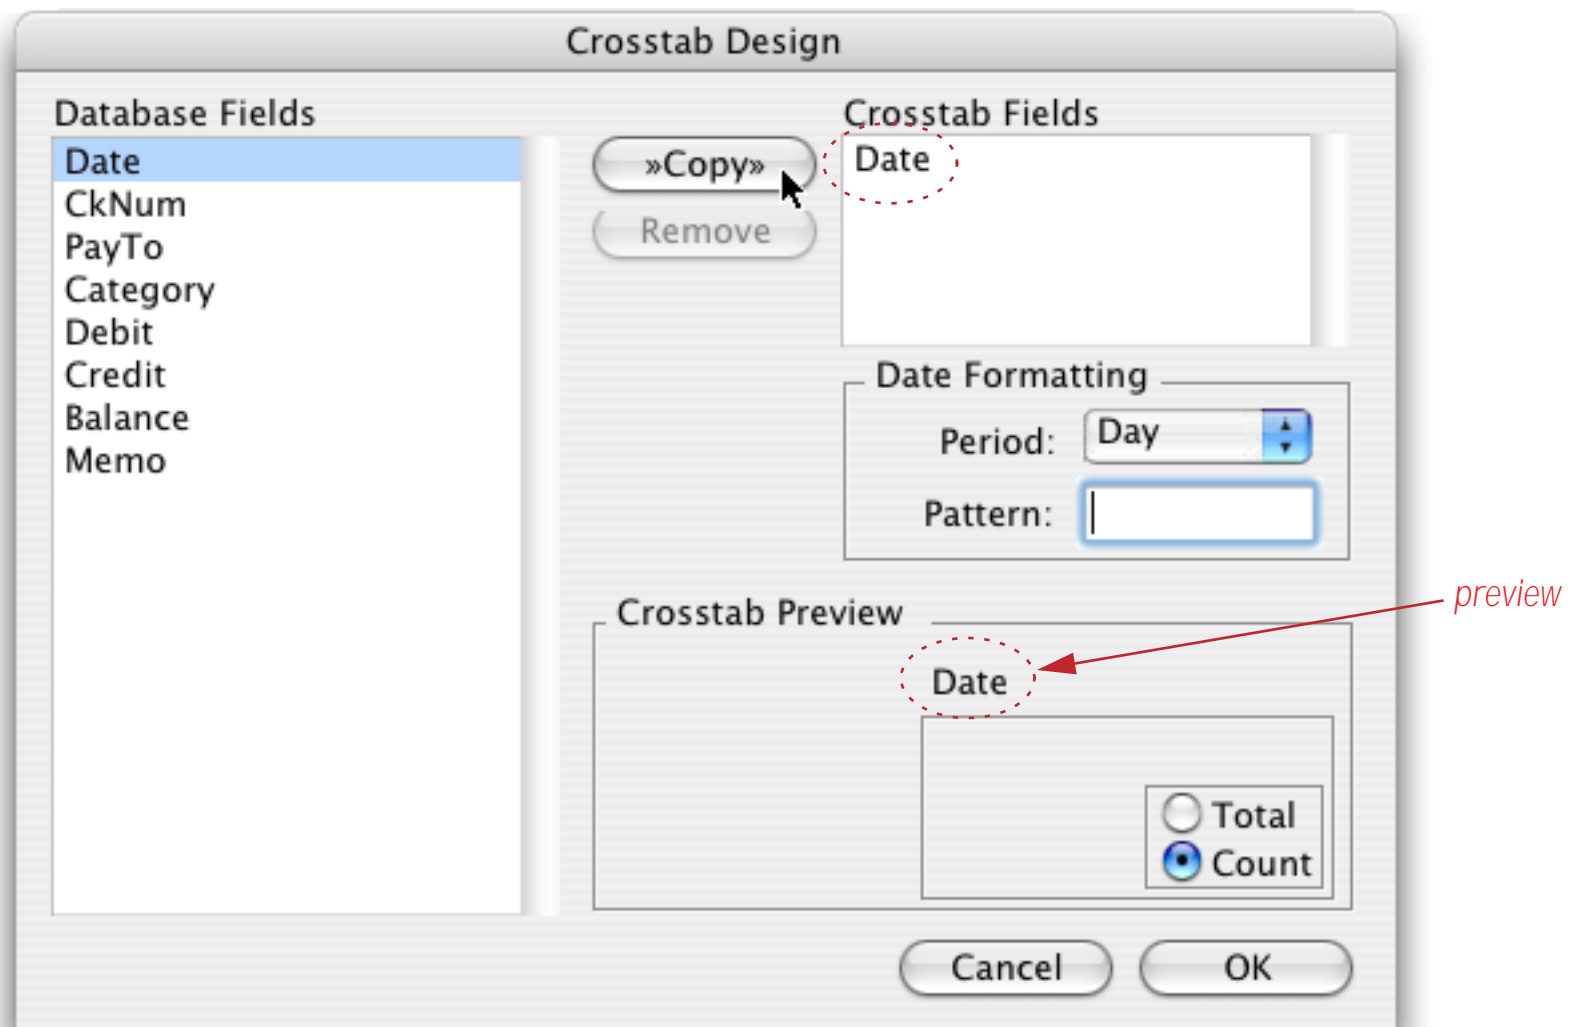 Crosstab Design
Database Fields
Date
CkNum
PayTo
Category
Debit
Credit
Balance
Memo
»Copy»
Remove
Crosstab Fields
Date
Date Formatting
Period: Day
Pattern:
Crosstab Preview
Date
preview
Total
Count
Cancel
OK